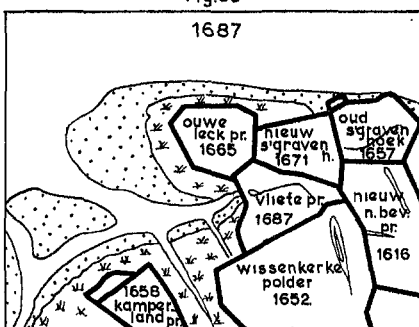 1687
ouwe
leck pr.
1665
nieuw
s'graven
h.
1671
oud
s'graven
hoek
1657
vliete pr.
1687
nieuw
n. bev.
pr.
1616
wissenkerke
polder
1652.
1658
kamper-
land pr.